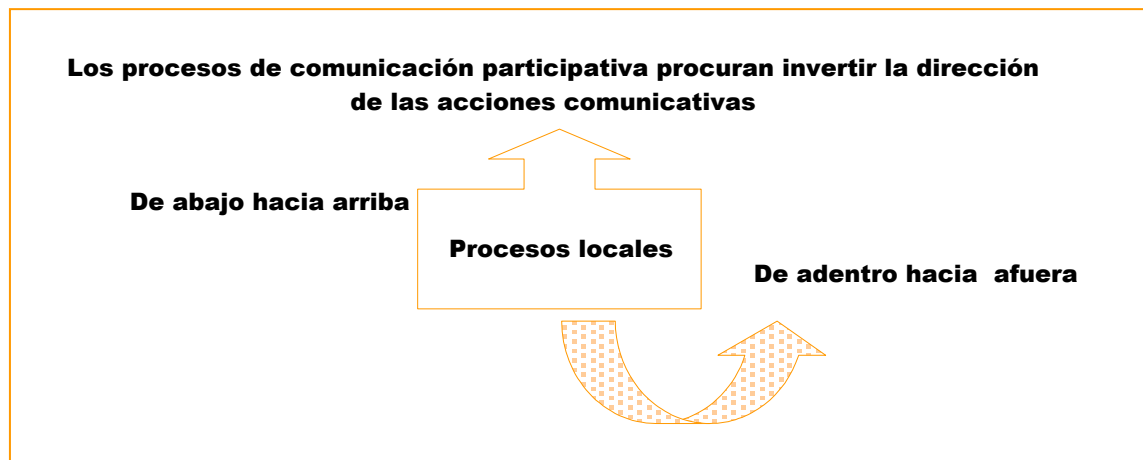 Los procesos de comunicación participativa procuran invertir la dirección
de las acciones comunicativas
De abajo hacia arriba
Procesos locales
De adentro hacia  afuera